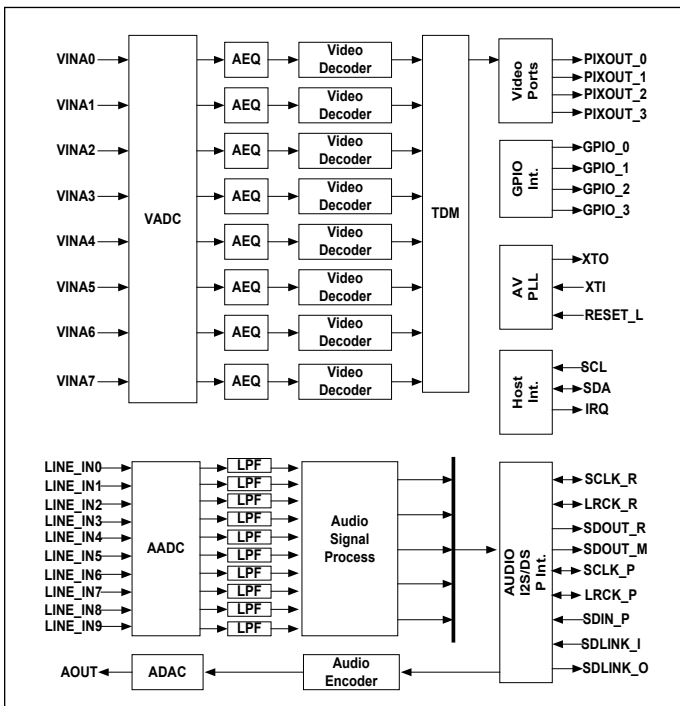 VINA0
VINA1
VINA2
VINA3
VINA4
VINA5
VINA6
VINA7
VADC
AEQ
AEQ
AEQ
AEQ
AEQ
AEQ
AEQ
AEQ
Video
Decoder
Video
Decoder
Video
Decoder
Video
Decoder
Video
Decoder
Video
Decoder
Video
Decoder
Video
Decoder
TDM
Video
Ports
PIXOUT_0
PIXOUT_1
PIXOUT_2
PIXOUT_3
GPIO
Int.
GPIO_0
GPIO_1
GPIO_2
GPIO_3
AV
PLL
XTO
XTI
RESET_L
Host
Int.
SCL
SDA
IRQ
LINE_IN0
LINE_IN1
LINE_IN2
LINE_IN3
LINE_IN4
LINE_IN5
LINE_IN6
LINE_IN7
LINE_IN8
LINE_IN9
AADC
LPF
LPF
LPF
LPF
LPF
LPF
LPF
LPF
LPF
LPF
Audio
Signal
Process
AUDIO
I2S/DS
P Int.
SCLK_R
LRCK_R
SDOUT_R
SDOUT_M
SCLK_P
LRCK_P
SDIN_P
SDLINK_I
SDLINK_O
AOUT
ADAC
Audio
Encoder